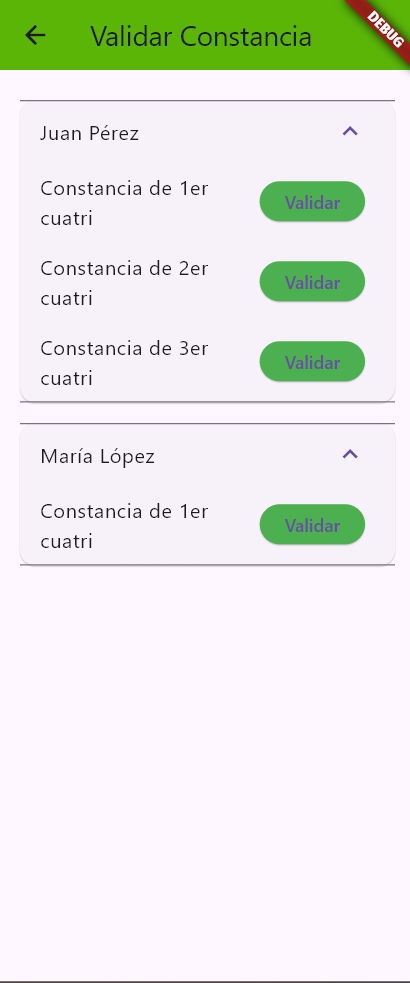 Validar Constancia
DEBUG
Juan Pérez
Constancia de 1er
cuatri
Validar
Constancia de 2er
cuatri
Validar
Constancia de 3er
cuatri
Validar
María López
Constancia de 1er
cuatri
Validar